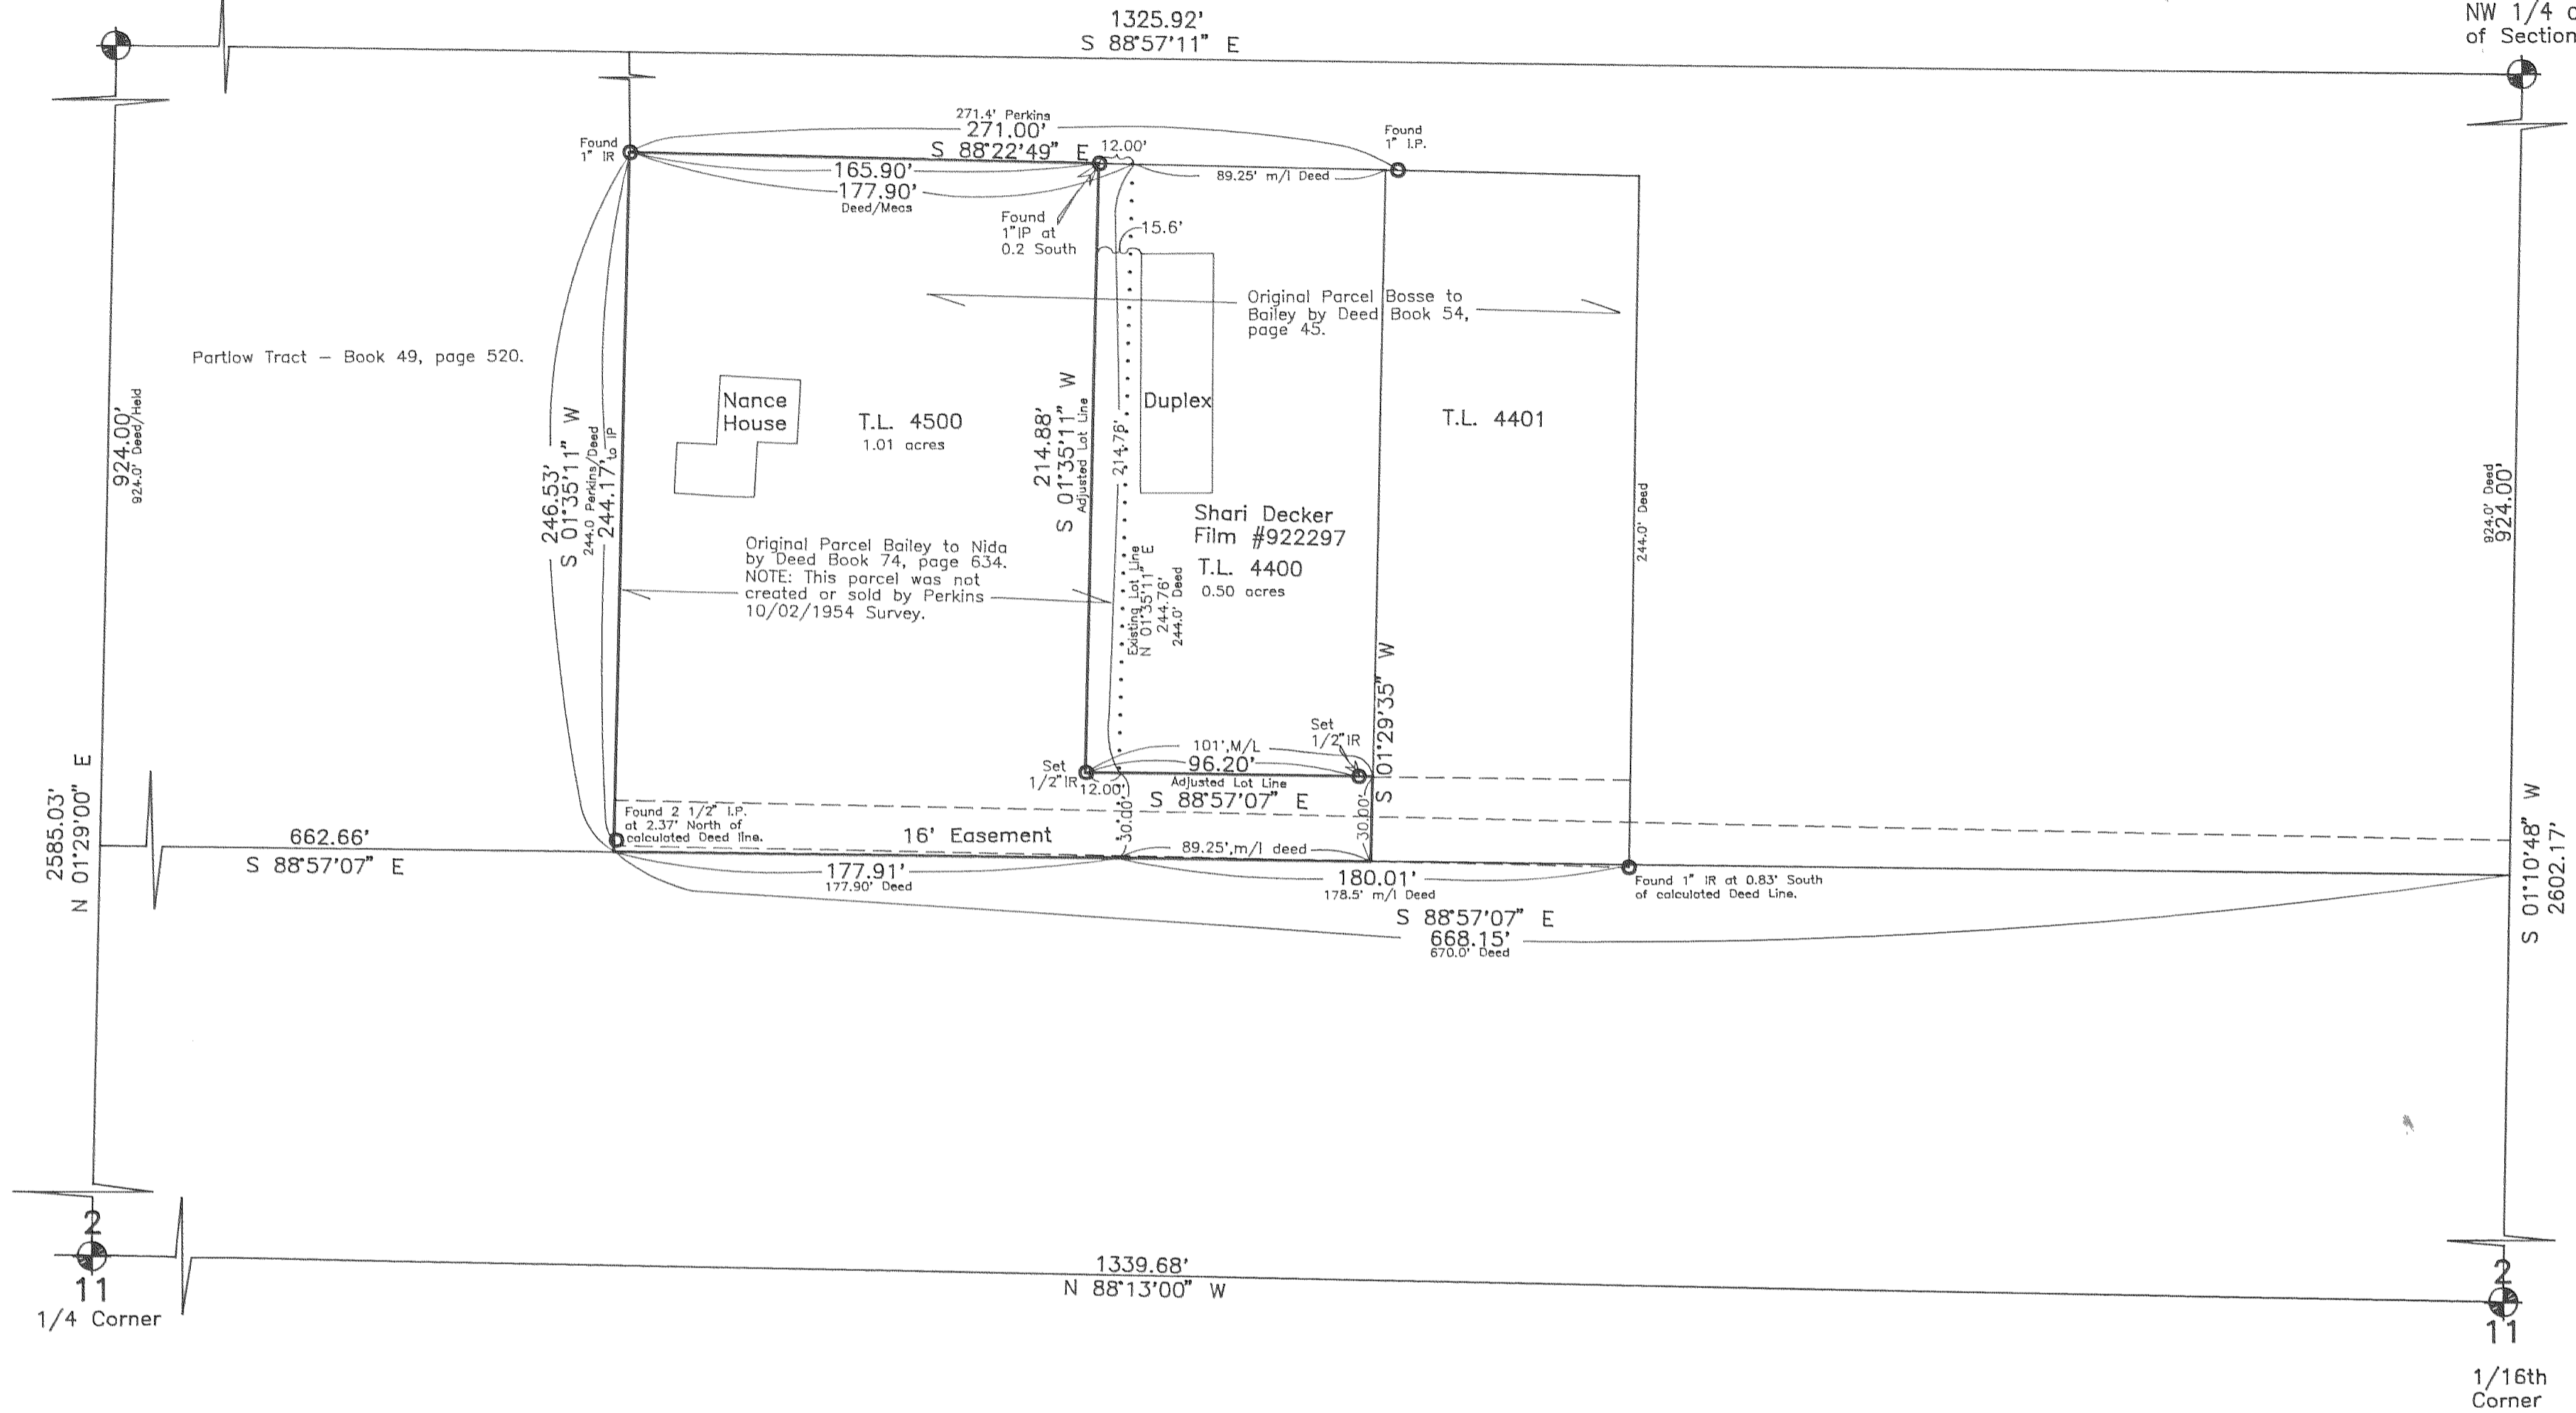 1325.92'
S 88°57'11" E
NW 1/4
of Section
271.4' Perkins
271.00'
S 88°22'49" E
12.00'
Found
1" IR
Found
1" I.P.
165.90'
177.90'
Deed/Meas
89.25' m/l Deed
Found
1"IP at
0.2 South
15.6'
Original Parcel Bosse to
Bailey by Deed Book 54,
page 45.
Partlow Tract – Book 49, page 520.
924.00'
924.0' Deed/Held
Nance
House
T.L. 4500
1.01 acres
Duplex
T.L. 4401
246.53'
S 01°35'11" W
244.0 Perkins/Deed
244.17'
to IP
214.88'
S 01°35'11" W
Adjusted Lot Line
214.76'
Existing Lot Line
N 01°35'11" E
244.76'
244.0' Deed
Shari Decker
Film #922297
T.L. 4400
0.50 acres
244.0' Deed
924.0' Deed
924.00'
Original Parcel Bailey to Nida
by Deed Book 74, page 634.
NOTE: This parcel was not
created or sold by Perkins
10/02/1954 Survey.
S 01°29'35" W
Set
1/2"IR
101',M/L
96.20'
Adjusted Lot Line
S 88°57'07" E
Set
1/2"IR
12.00'
30.00'
30.00'
2585.03'
N 01°29'00" E
662.66'
S 88°57'07" E
Found 2 1/2" I.P.
at 2.37' North of
calculated Deed line.
16' Easement
89.25',m/l deed
177.91'
177.90' Deed
180.01'
178.5' m/l Deed
Found 1" IR at 0.83' South
of calculated Deed Line.
S 88°57'07" E
668.15'
670.0' Deed
S 01°10'48" W
2602.17'
2
11
1/4 Corner
1339.68'
N 88°13'00" W
2
11
1/16th
Corner